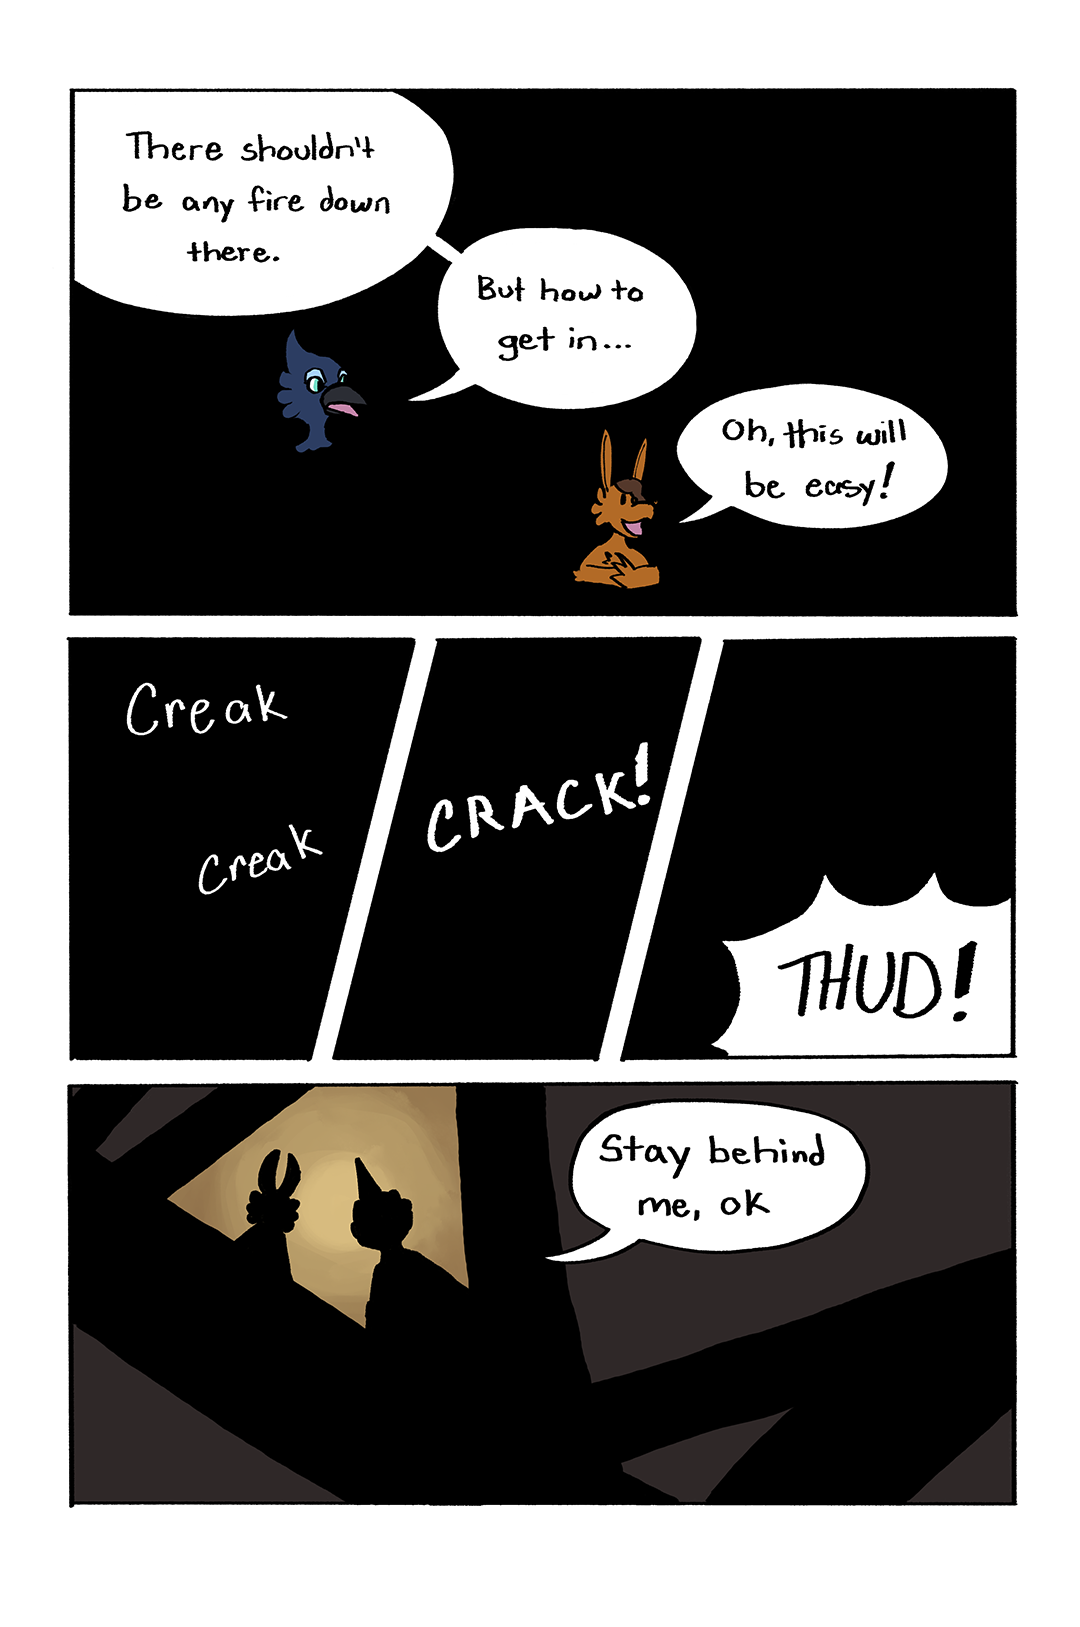 There shouldn't
be any fire down
there.
But how to
get in...
Oh, this will
be easy!
Creak
Creak
CRACK!
THUD!
Stay behind
me, ok